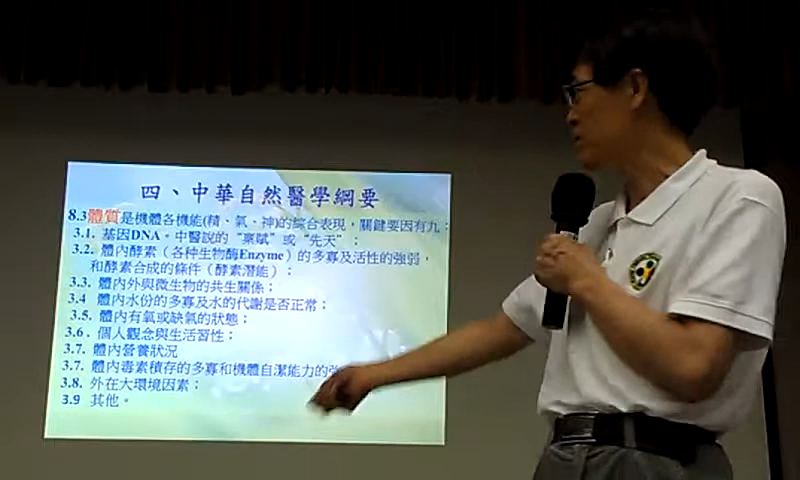 四、中華自然醫學綱要
8.3體質是機體各機能(精、氣、神)的綜合表現，關鍵要因有九：
3.1. 基因DNA。中醫說的“稟賦”或“先天”；
3.2. 體內酵素（各种生物酶Enzyme）的多寡及活性的強弱，
和酵素合成的條件（酵素潛能）；
3.3. 體內外與微生物的共生關係；
3.4 體內水份的多寡及水的代謝是否正常；
3.5. 體內有氧或缺氧的狀態；
3.6. 個人觀念與生活習性；
3.7. 體內營養狀況
3.7. 體內毒素積存的多寡和機體自潔能力的強
3.8. 外在大環境因素；
3.9 其他。